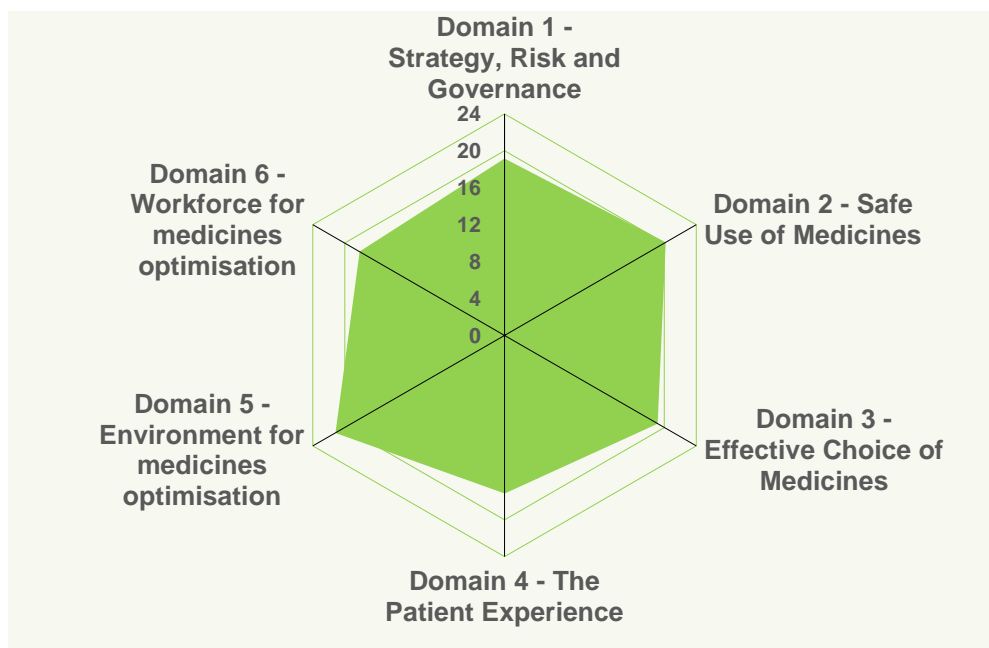 Domain 1 -
Strategy, Risk and
Governance
24
20
16
12
8
4
0
Domain 2 - Safe
Use of Medicines
Domain 3 -
Effective Choice of
Medicines
Domain 4 - The
Patient Experience
Domain 5 -
Environment for
medicines
optimisation
Domain 6 -
Workforce for
medicines
optimisation